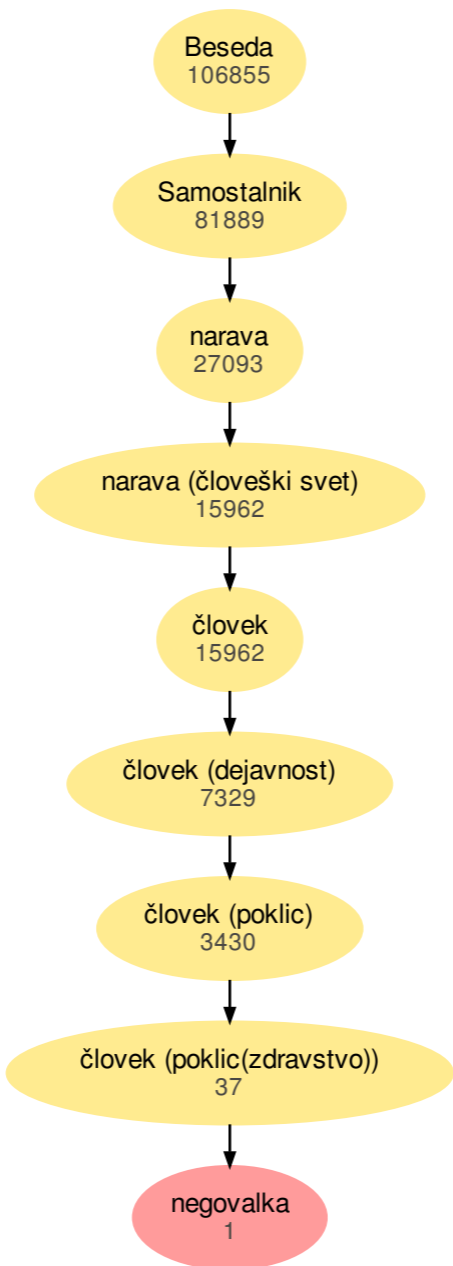 Beseda
106855
Samostalnik
81889
narava
27093
narava (človeški svet)
15962
človek
15962
človek (dejavnost)
7329
človek (poklic)
3430
človek (poklic(zdravstvo))
37
negovalka
1